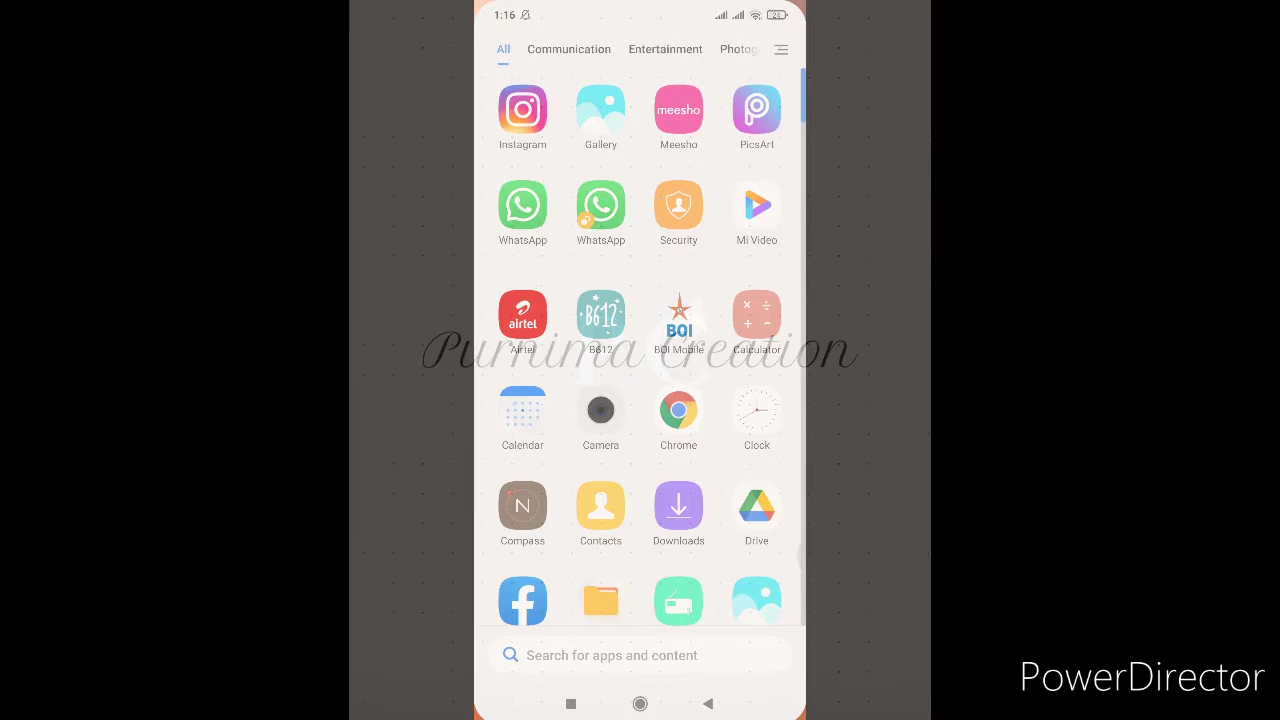 1:16 24
All Communication Entertainment Photog
meesho
Instagram Gallery Meesho PicsArt
WhatsApp WhatsApp Security Mi Video
airtel B612 BOI
Airtel B612 BOI Mobile Calculator
Purnima Creation
Calendar Camera Chrome Clock
N
Compass Contacts Downloads Drive
Search for apps and content
PowerDirector